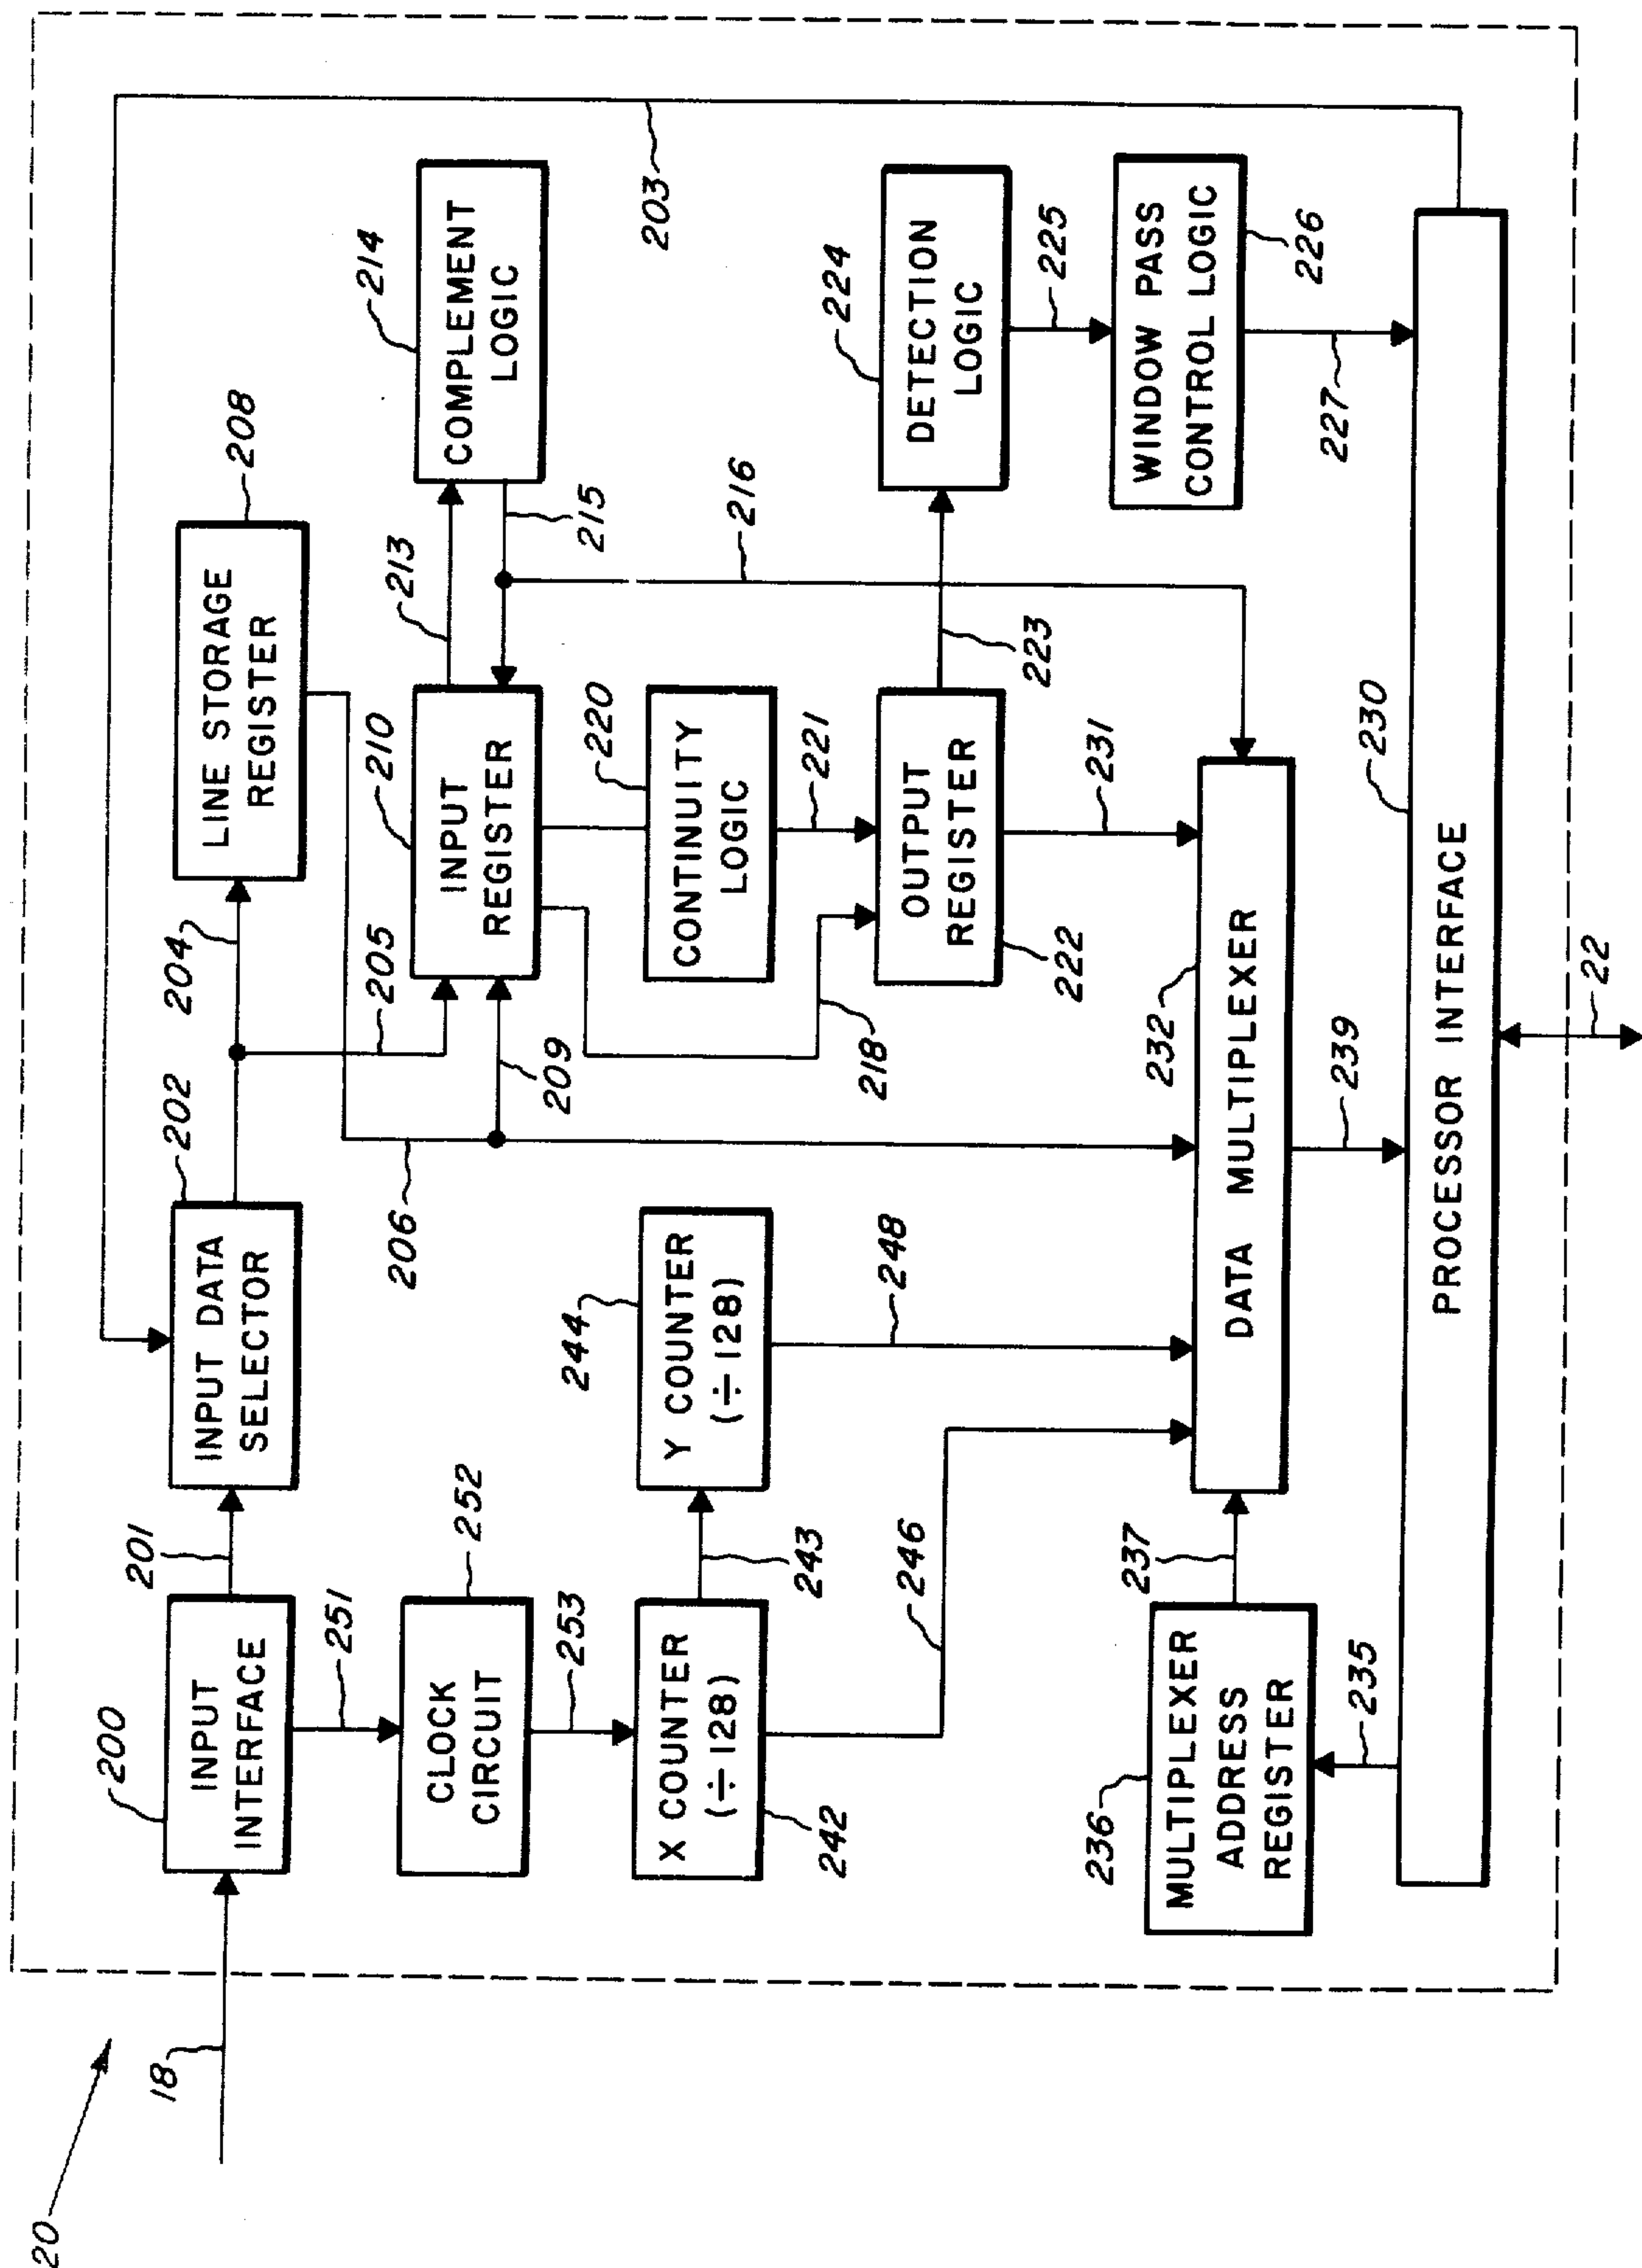 20
18
200
INPUT
INTERFACE
201
202
INPUT DATA
SELECTOR
204
205
208
LINE STORAGE
REGISTER
203
251
252
CLOCK
CIRCUIT
253
206
209
210
INPUT
REGISTER
213
214
COMPLEMENT
LOGIC
215
216
X COUNTER
(÷128)
242
243
244
Y COUNTER
(÷128)
246
248
220
CONTINUITY
LOGIC
221
218
OUTPUT
REGISTER
222
223
224
DETECTION
LOGIC
225
WINDOW PASS
CONTROL LOGIC
226
227
231
236
MULTIPLEXER
ADDRESS
REGISTER
237
235
232
DATA MULTIPLEXER
239
230
PROCESSOR INTERFACE
22